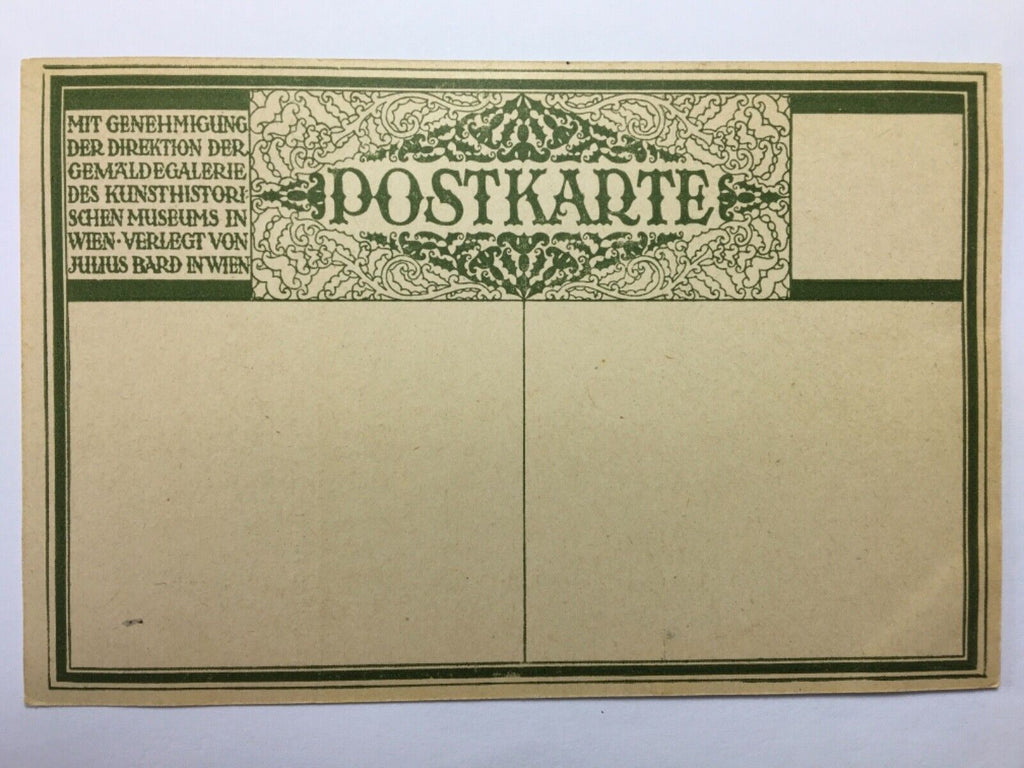 MIT GENEHMIGUNG
DER DIREKTION DER
GEMÄLDEGALERIE
DES KUNSTHISTORI-
SCHEN MUSEUMS IN
WIEN·VERLEGT VON
JULIUS BARD IN WIEN
POSTKARTE